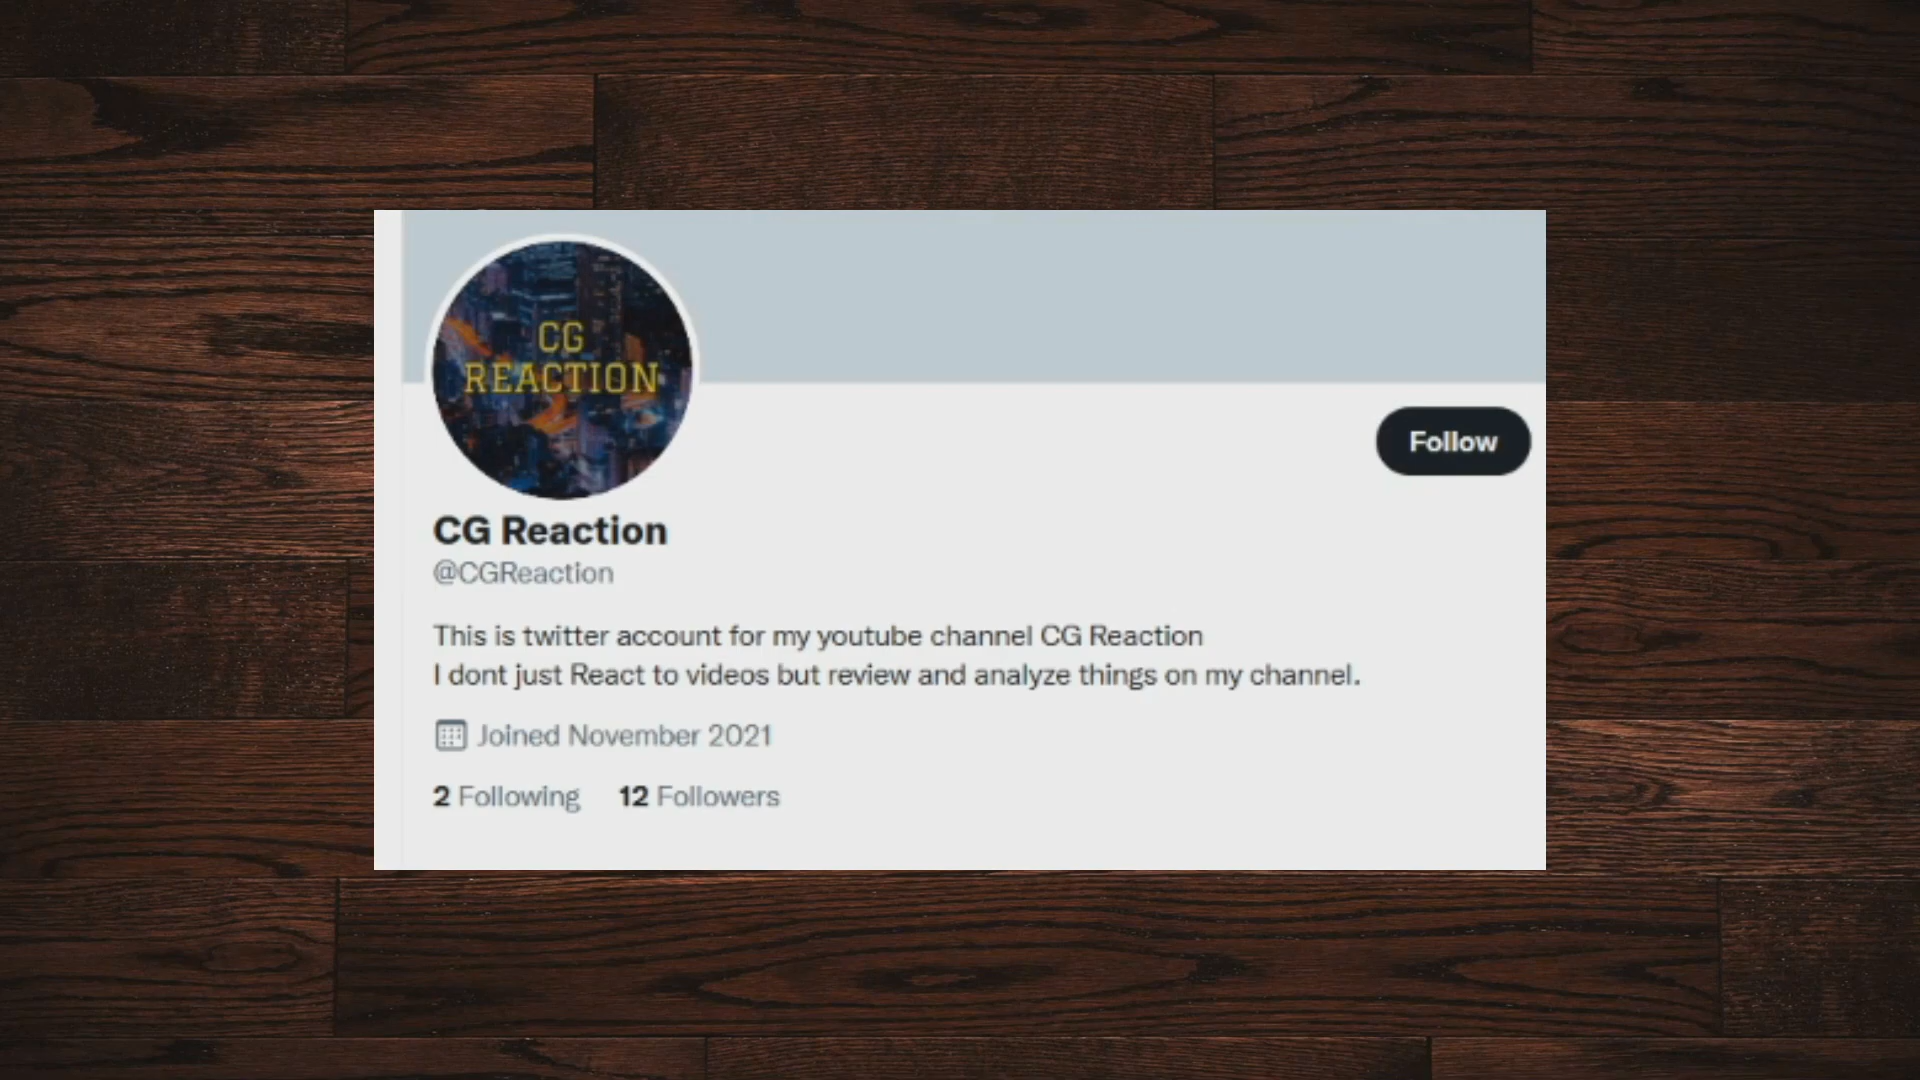 CG
REACTION
Follow
CG Reaction
@CGReaction
This is twitter account for my youtube channel CG Reaction
I dont just React to videos but review and analyze things on my channel.
Joined November 2021
2 Following 12 Followers